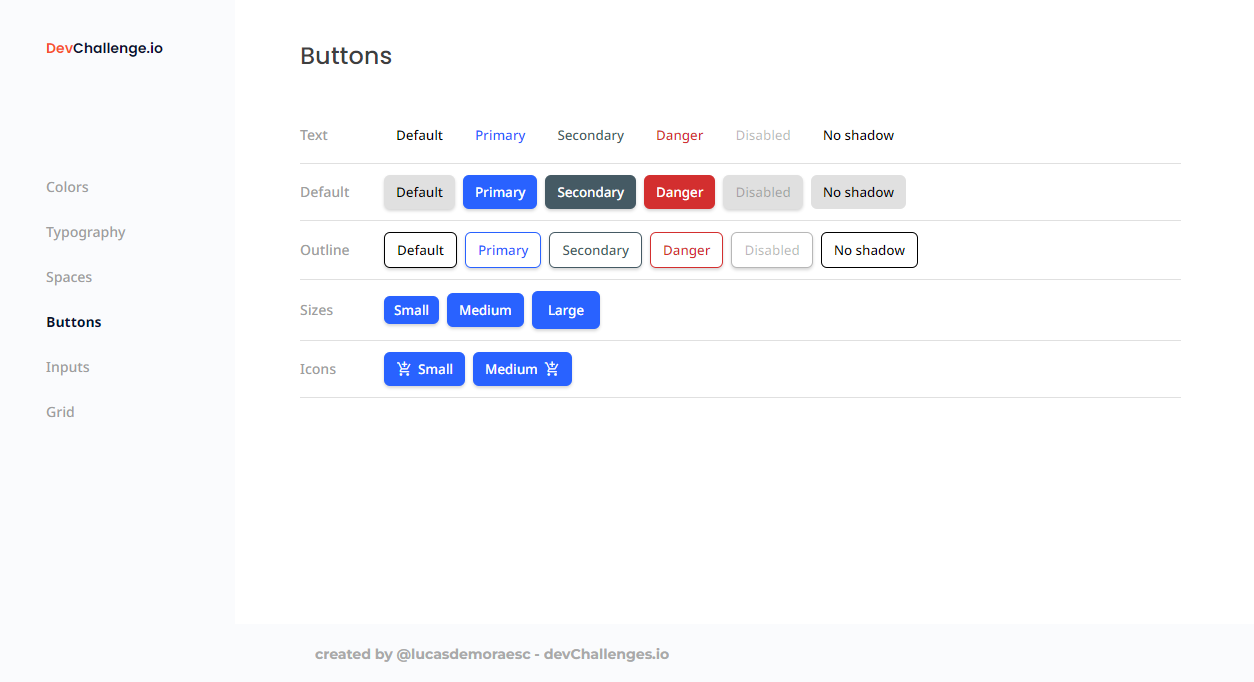 DevChallenge.io
Buttons
Text Default Primary Secondary Danger Disabled No shadow
Colors
Default Default Primary Secondary Danger Disabled No shadow
Typography
Outline Default Primary Secondary Danger Disabled No shadow
Spaces
Sizes Small Medium Large
Buttons
Icons Small Medium
Inputs
Grid
created by @lucasdemoraesc - devChallenges.io